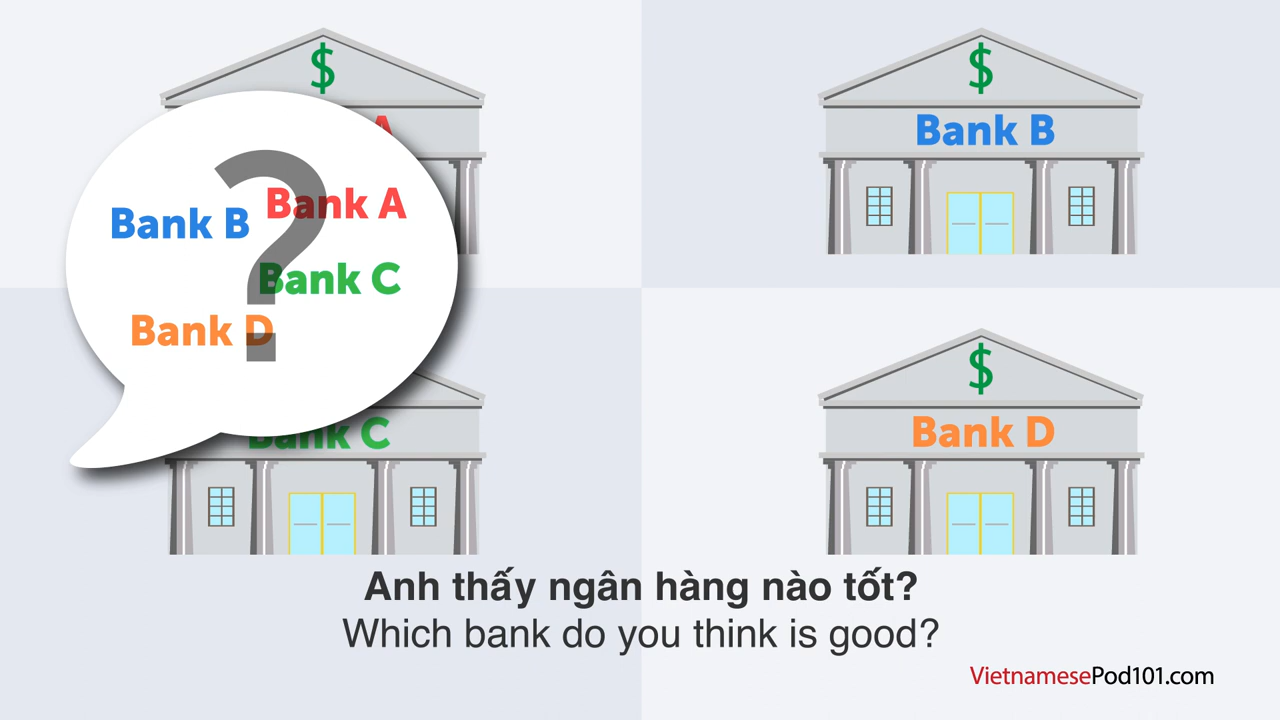 $
$
A
Bank B
?
Bank A
Bank B
Bank C
Bank D
$
Bank C
Bank D
Anh thấy ngân hàng nào tốt?
Which bank do you think is good?
VietnamesePod101.com